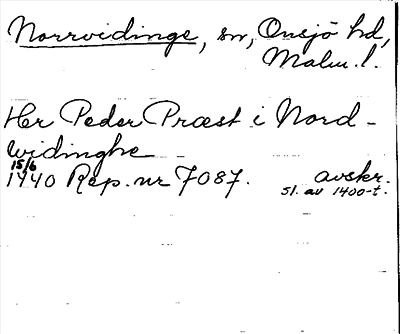 Norrvidinge, sn, Onsjö hd,
Malm. l.
Her Peder Præst i Nord-
widinghe
15/6
1440 Rep. nr 7087. avskr.
sl. av 1400-t.